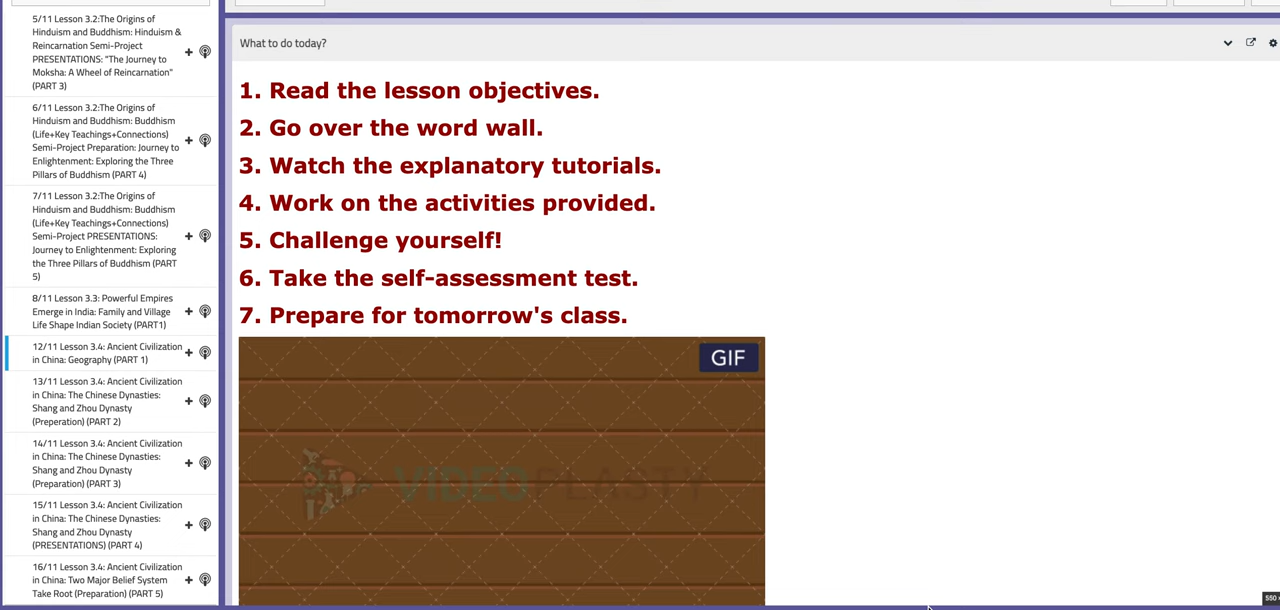 5/11 Lesson 3.2:The Origins of
Hinduism and Buddhism: Hinduism &
Reincarnation Semi-Project
PRESENTATIONS: "The Journey to
Moksha: A Wheel of Reincarnation"
(PART 3)
6/11 Lesson 3.2:The Origins of
Hinduism and Buddhism: Buddhism
(Life+Key Teachings+Connections)
Semi-Project Preparation: Journey to
Enlightenment: Exploring the Three
Pillars of Buddhism (PART 4)
7/11 Lesson 3.2:The Origins of
Hinduism and Buddhism: Buddhism
(Life+Key Teachings+Connections)
Semi-Project PRESENTATIONS:
Journey to Enlightenment: Exploring
the Three Pillars of Buddhism (PART
5)
8/11 Lesson 3.3: Powerful Empires
Emerge in India: Family and Village
Life Shape Indian Society (PART1)
12/11 Lesson 3.4: Ancient Civilization
in China: Geography (PART 1)
13/11 Lesson 3.4: Ancient Civilization
in China: The Chinese Dynasties:
Shang and Zhou Dynasty
(Preperation) (PART 2)
14/11 Lesson 3.4: Ancient Civilization
in China: The Chinese Dynasties:
Shang and Zhou Dynasty
(Preparation) (PART 3)
15/11 Lesson 3.4: Ancient Civilization
in China: The Chinese Dynasties:
Shang and Zhou Dynasty
(PRESENTATIONS) (PART 4)
16/11 Lesson 3.4: Ancient Civilization
in China: Two Major Belief System
Take Root (Preparation) (PART 5)
What to do today?
1. Read the lesson objectives.
2. Go over the word wall.
3. Watch the explanatory tutorials.
4. Work on the activities provided.
5. Challenge yourself!
6. Take the self-assessment test.
7. Prepare for tomorrow's class.
GIF
VIDEOPLASTY